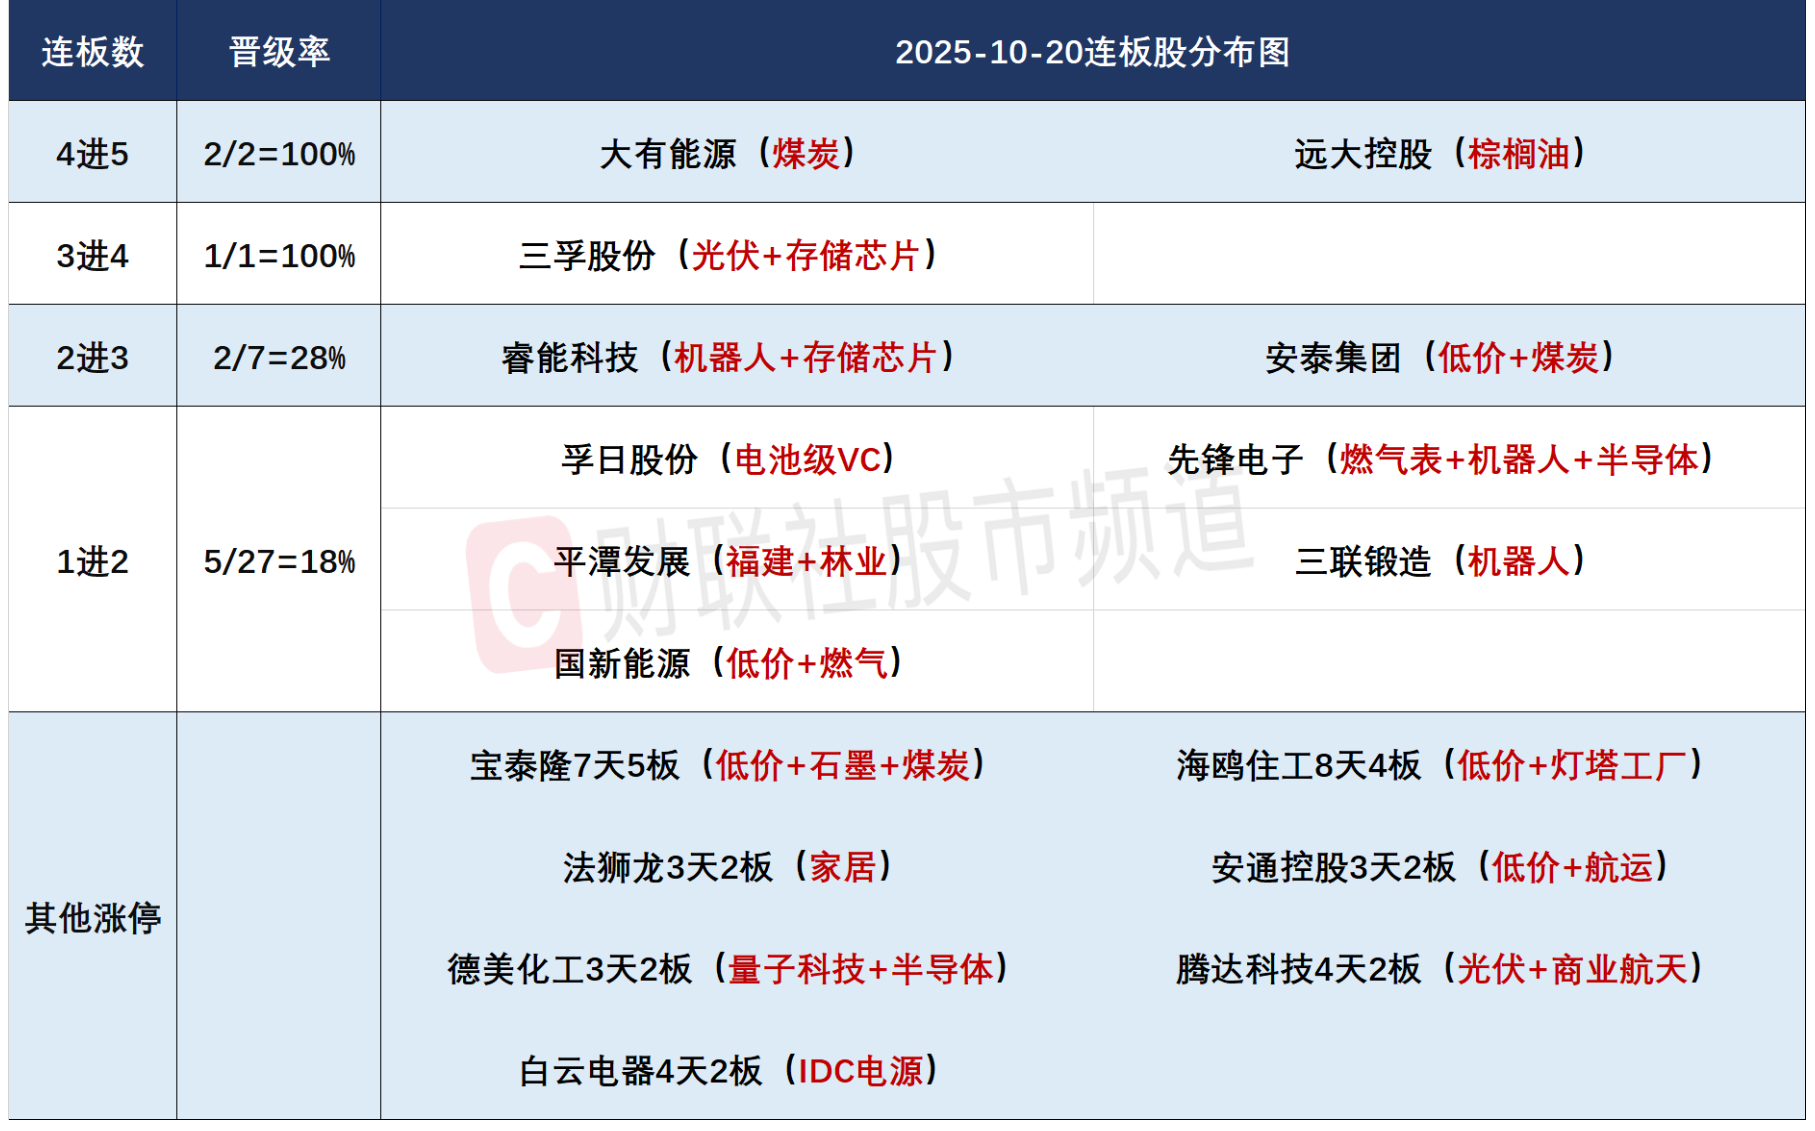 连板数 晋级率 2025-10-20连板股分布图
4进5 2/2=100% 大有能源（煤炭） 远大控股（棕榈油）
3进4 1/1=100% 三孚股份（光伏+存储芯片）
2进3 2/7=28% 睿能科技（机器人+存储芯片） 安泰集团（低价+煤炭）
孚日股份（电池级VC） 先锋电子（燃气表+机器人+半导体）
1进2 5/27=18% 平潭发展（福建+林业） 三联锻造（机器人）
国新能源（低价+燃气）
宝泰隆7天5板（低价+石墨+煤炭） 海鸥住工8天4板（低价+灯塔工厂）
法狮龙3天2板（家居） 安通控股3天2板（低价+航运）
其他涨停
德美化工3天2板（量子科技+半导体） 腾达科技4天2板（光伏+商业航天）
白云电器4天2板（IDC电源）
C 财联社股市频道